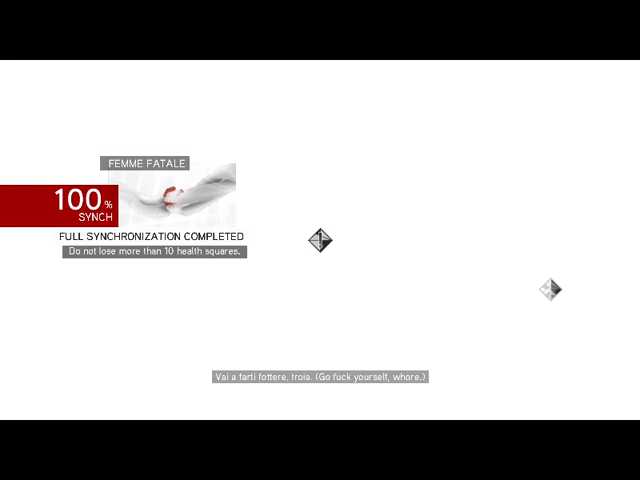 FEMME FATALE
100 %
SYNCH
FULL SYNCHRONIZATION COMPLETED
Do not lose more than 10 health squares.
Vai a farti fottere, troia. (Go fuck yourself, whore.)